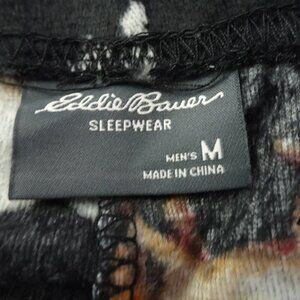 Eddie Bauer
SLEEPWEAR
MEN'S M
MADE IN CHINA